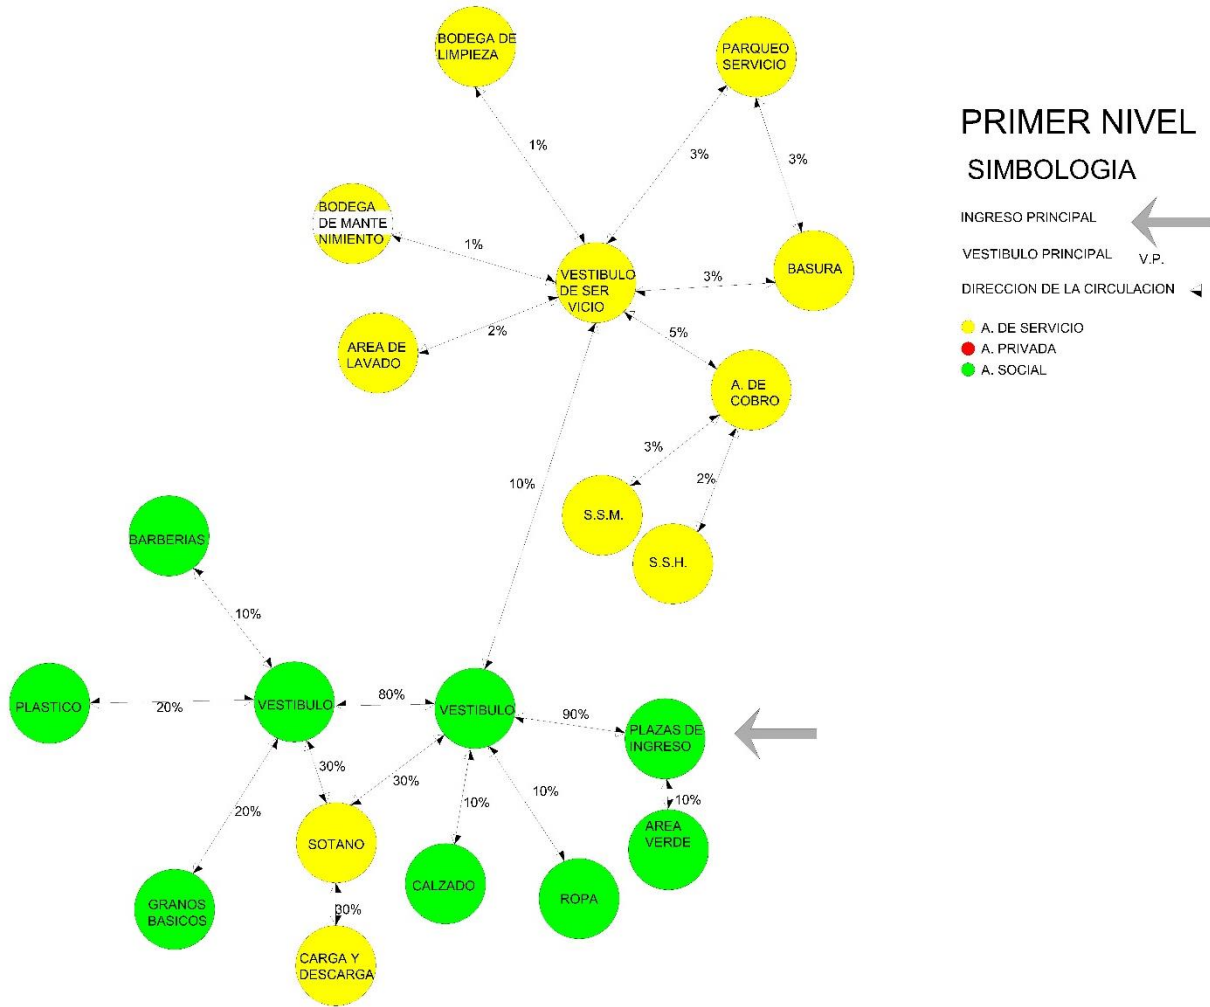 BODEGA DE
LIMPIEZA
PARQUEO
SERVICIO
PRIMER NIVEL
SIMBOLOGIA
INGRESO PRINCIPAL
VESTIBULO PRINCIPAL
V.P.
DIRECCION DE LA CIRCULACION
A. DE SERVICIO
A. PRIVADA
A. SOCIAL
1%
3%
3%
BODEGA
DE MANTE
NIMIENTO
1%
VESTIBULO
DE SER
VICIO
3%
BASURA
AREA DE
LAVADO
2%
5%
A. DE
COBRO
3%
2%
10%
S.S.M.
S.S.H.
BARBERIAS
10%
PLASTICO
20%
VESTIBULO
80%
VESTIBULO
90%
PLAZAS DE
INGRESO
30%
30%
10%
10%
10%
20%
SOTANO
AREA
VERDE
CALZADO
ROPA
GRANOS
BASICOS
30%
CARGA Y
DESCARGA